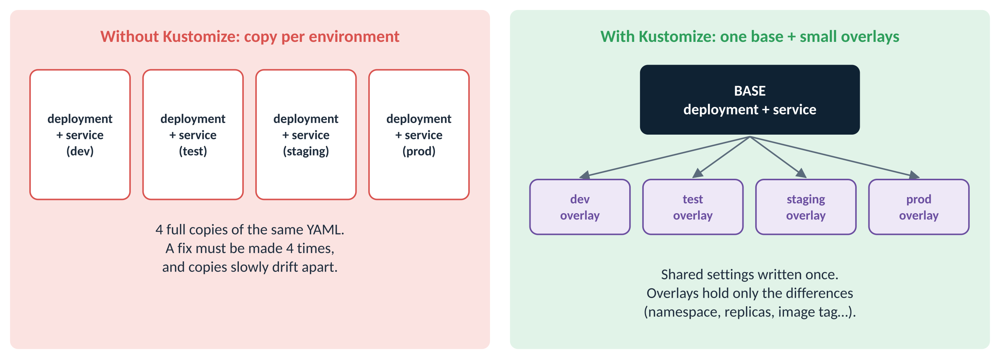 Without Kustomize: copy per environment
deployment
+ service
(dev)
deployment
+ service
(test)
deployment
+ service
(staging)
deployment
+ service
(prod)
4 full copies of the same YAML.
A fix must be made 4 times,
and copies slowly drift apart.
With Kustomize: one base + small overlays
BASE
deployment + service
dev
overlay
test
overlay
staging
overlay
prod
overlay
Shared settings written once.
Overlays hold only the differences
(namespace, replicas, image tag...).